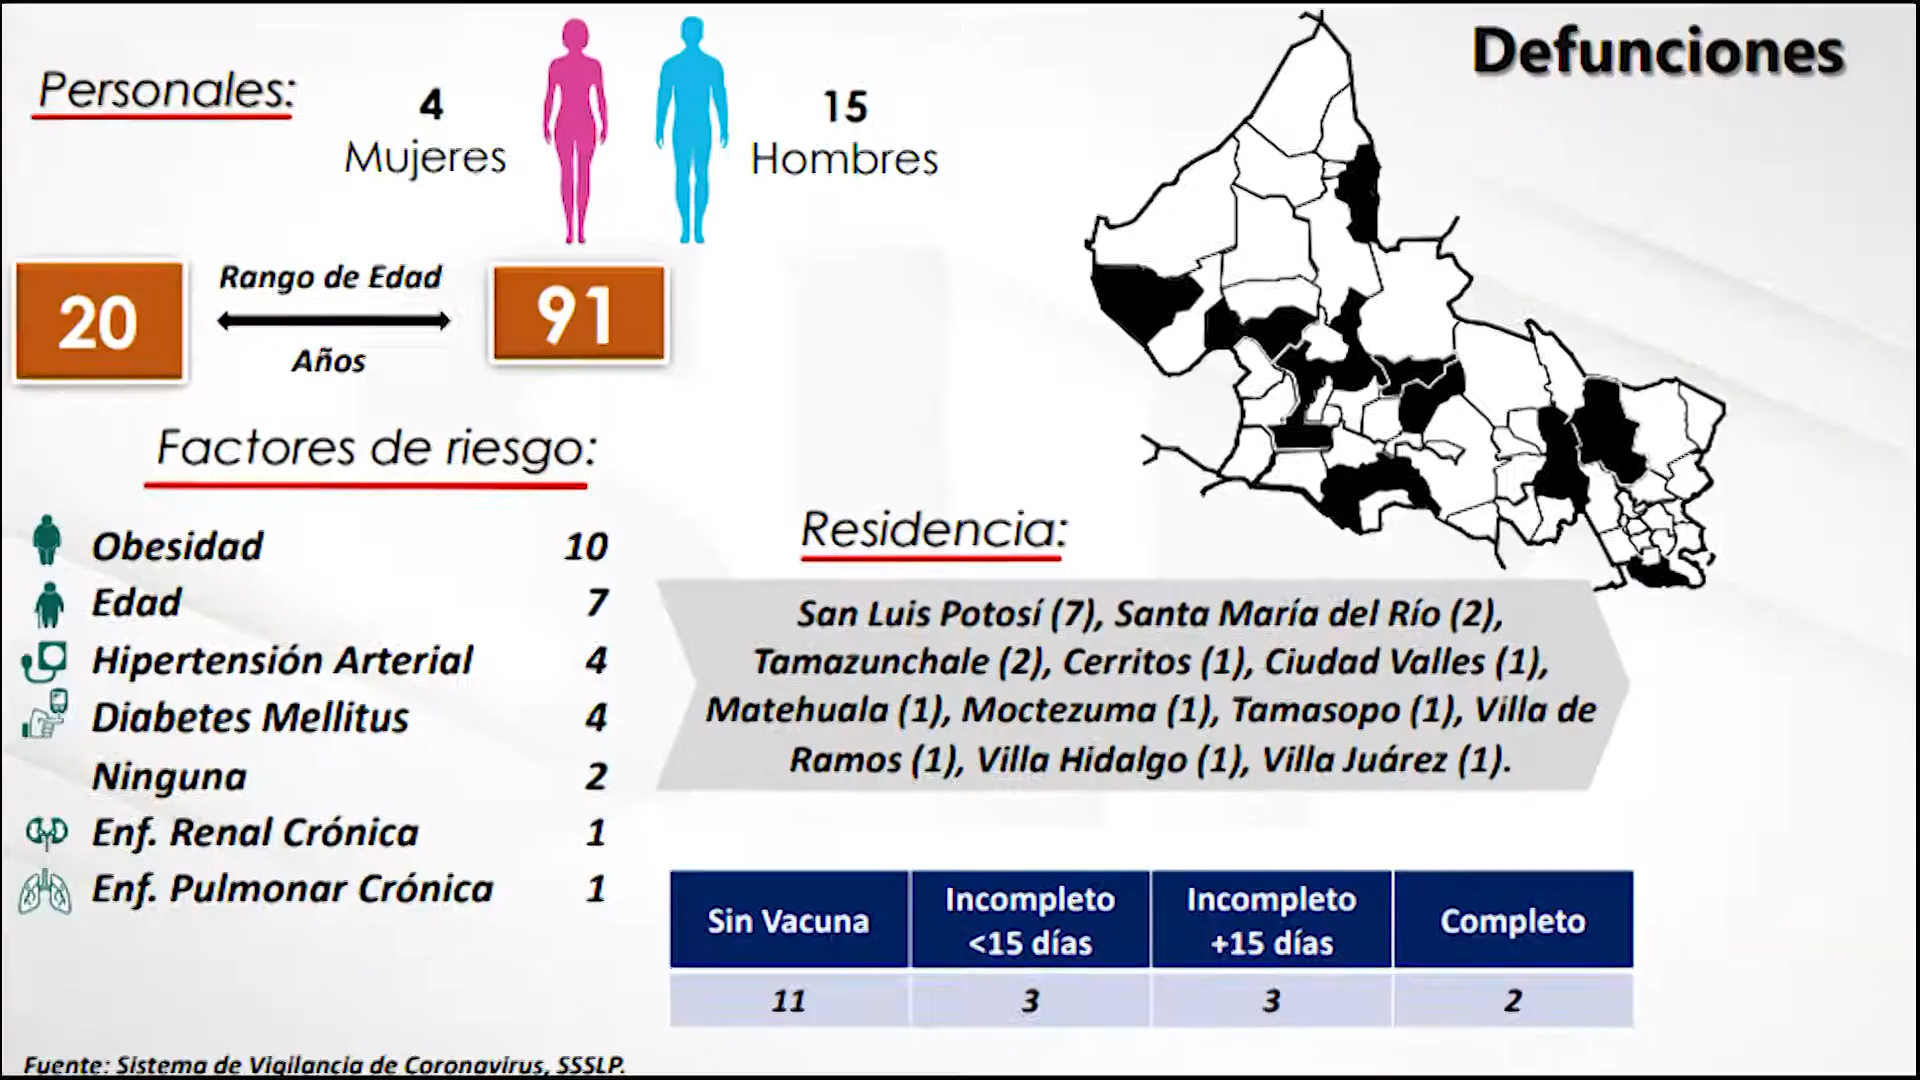 Defunciones
Personales:
4
Mujeres
15
Hombres
20
Rango de Edad
Años
91
Factores de riesgo:
Obesidad 10
Edad 7
Hipertensión Arterial 4
Diabetes Mellitus 4
Ninguna 2
Enf. Renal Crónica 1
Enf. Pulmonar Crónica 1
Residencia:
San Luis Potosí (7), Santa María del Río (2),
Tamazunchale (2), Cerritos (1), Ciudad Valles (1),
Matehuala (1), Moctezuma (1), Tamasopo (1), Villa de
Ramos (1), Villa Hidalgo (1), Villa Juárez (1).
Sin Vacuna
Incompleto
<15 días
Incompleto
+15 días
Completo
11 3 3 2
Fuente: Sistema de Vigilancia de Coronavirus, SSSLP.